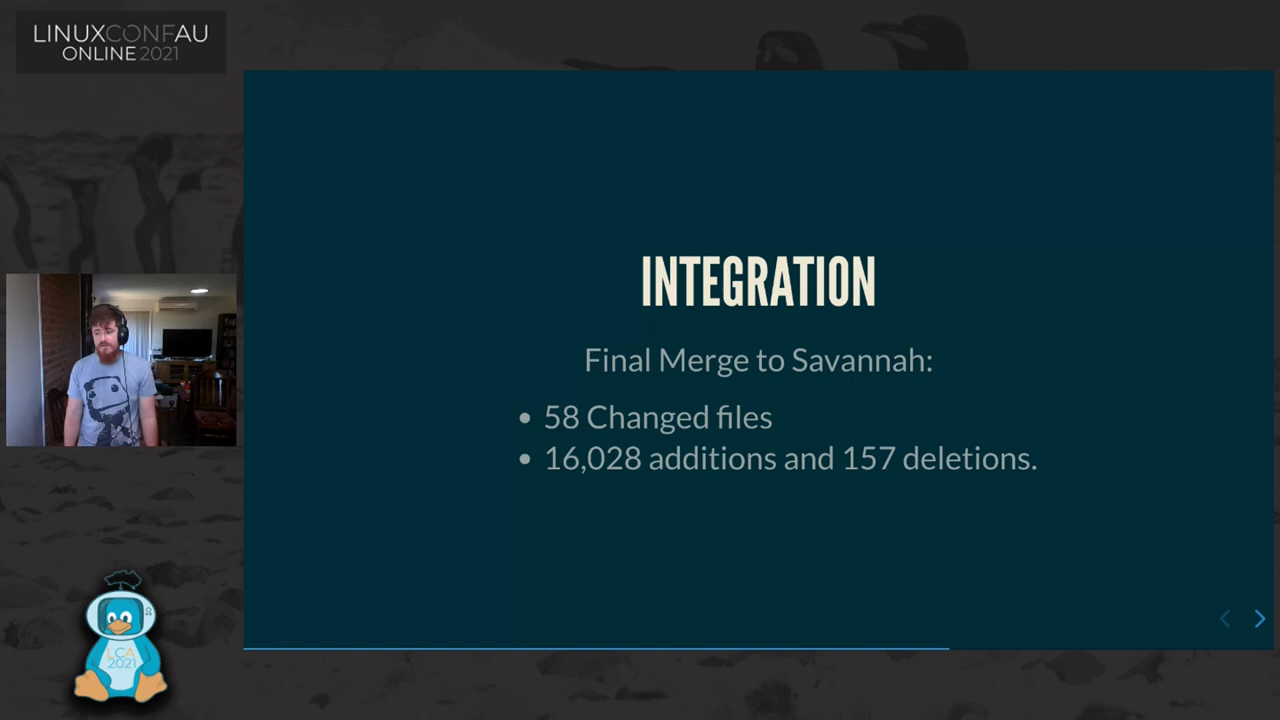 LINUXCONFAU
ONLINE 2021
INTEGRATION
Final Merge to Savannah:
• 58 Changed files
• 16,028 additions and 157 deletions.
LCA
2021